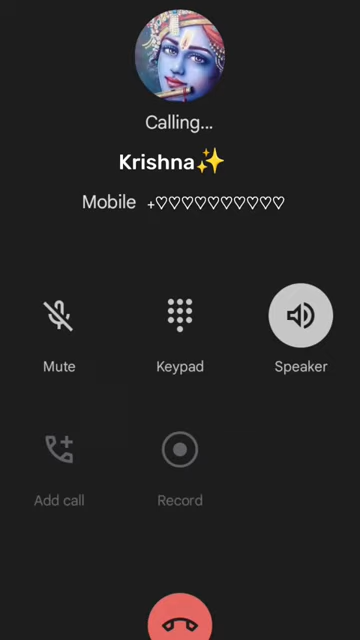 Calling...
Krishna✨
Mobile +♡♡♡♡♡♡♡♡♡♡
Mute Keypad Speaker
Add call Record